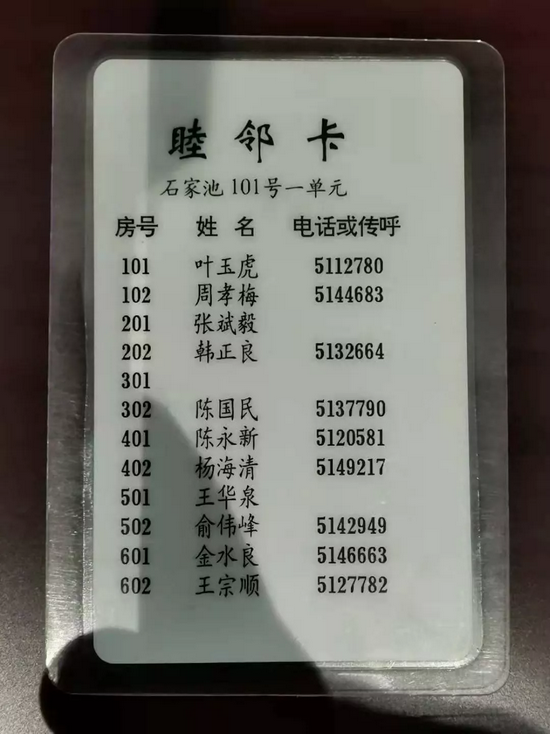 睦邻卡
石家池101号一单元
房号 姓名 电话或传呼
101 叶玉虎 5112780
102 周孝梅 5144683
201 张斌毅
202 韩正良 5132664
301
302 陈国民 5137790
401 陈永新 5120581
402 杨海清 5149217
501 王华泉
502 俞伟峰 5142949
601 金水良 5146663
602 王宗顺 5127782